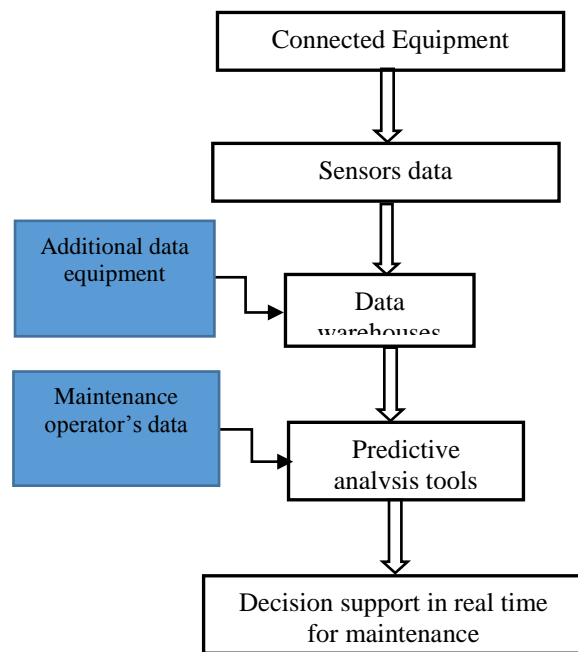 Connected Equipment
Sensors data
Additional data
equipment
Data
warehouses
Maintenance
operator's data
Predictive
analysis tools
Decision support in real time
for maintenance